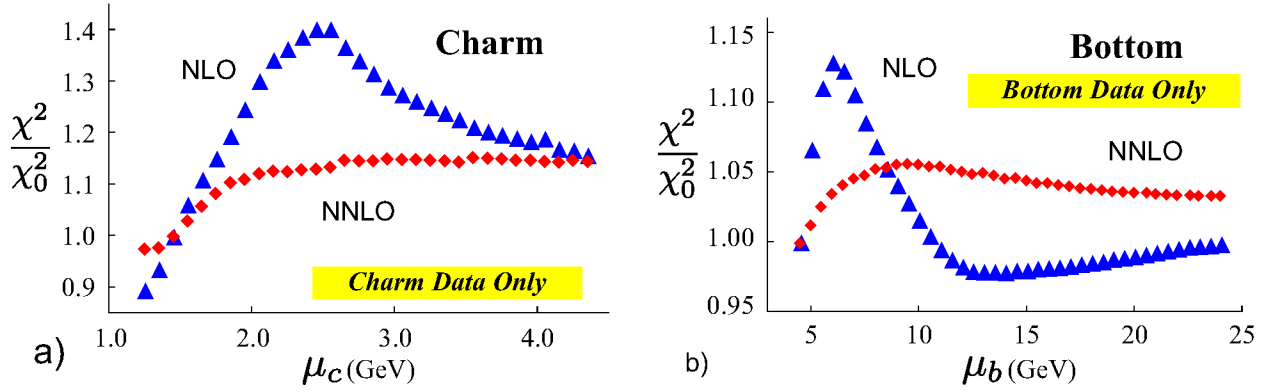 1.4
1.3
1.2
1.1
1.0
0.9
χ²
χ₀²
NLO
Charm
NNLO
Charm Data Only
1.0 2.0 3.0 4.0
a)
μc (GeV)
1.15
1.10
1.05
1.00
0.95
χ²
χ₀²
Bottom
NLO
Bottom Data Only
NNLO
5 10 15 20 25
b)
μb (GeV)